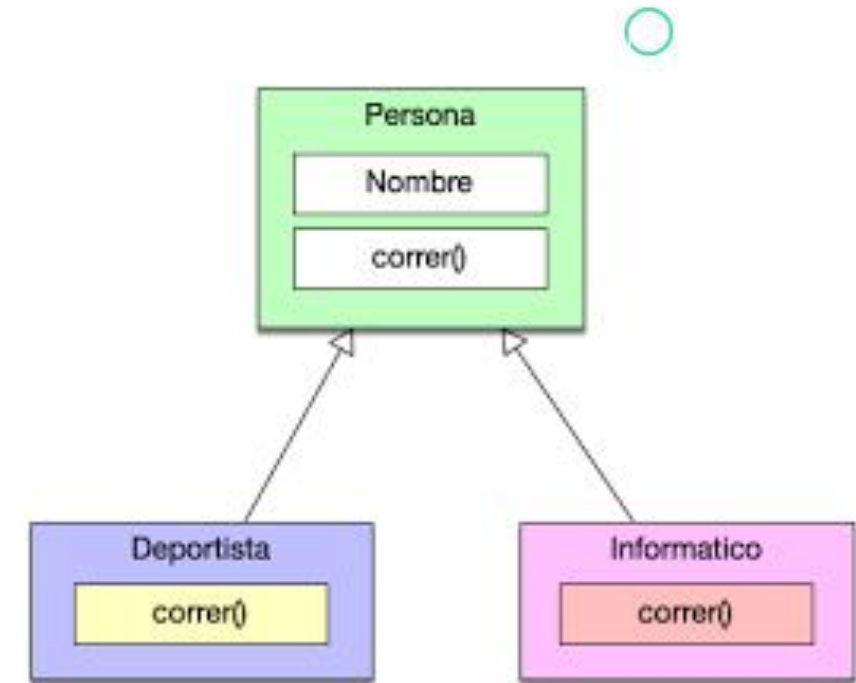 Persona
Nombre
correr()
Deportista
correr()
Informatico
correr()